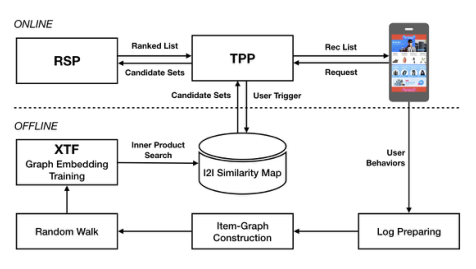 ONLINE
RSP
Ranked List
Candidate Sets
TPP
Rec List
Request
Candidate Sets
User Trigger
OFFLINE
XTF
Graph Embedding
Training
Inner Product
Search
I2I Similarity Map
User
Behaviors
Random Walk
Item-Graph
Construction
Log Preparing